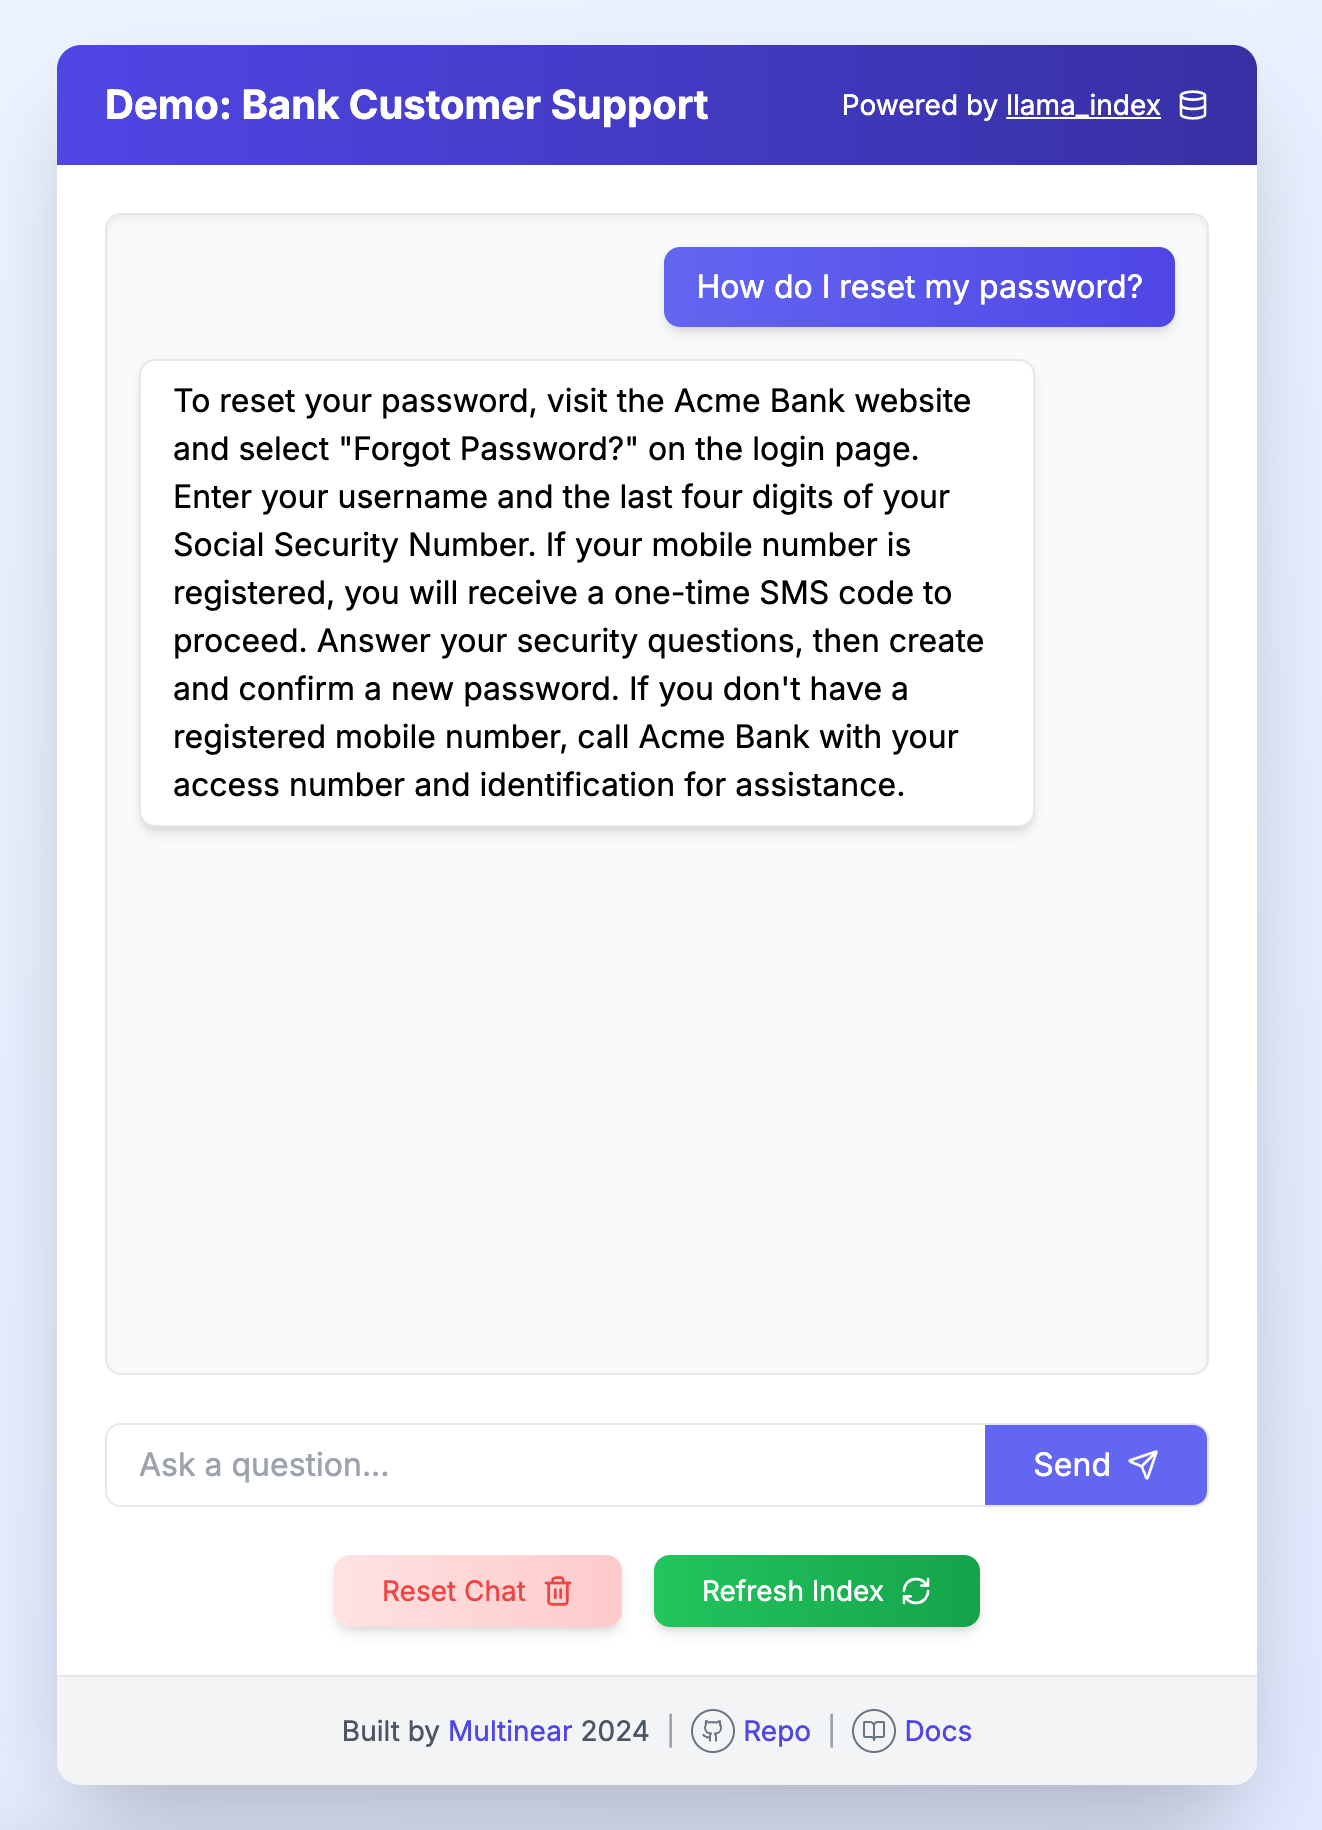 Demo: Bank Customer Support
Powered by llama_index
How do I reset my password?
To reset your password, visit the Acme Bank website
and select "Forgot Password?" on the login page.
Enter your username and the last four digits of your
Social Security Number. If your mobile number is
registered, you will receive a one-time SMS code to
proceed. Answer your security questions, then create
and confirm a new password. If you don't have a
registered mobile number, call Acme Bank with your
access number and identification for assistance.
Ask a question...
Send
Reset Chat
Refresh Index
Built by Multinear 2024 | Repo | Docs